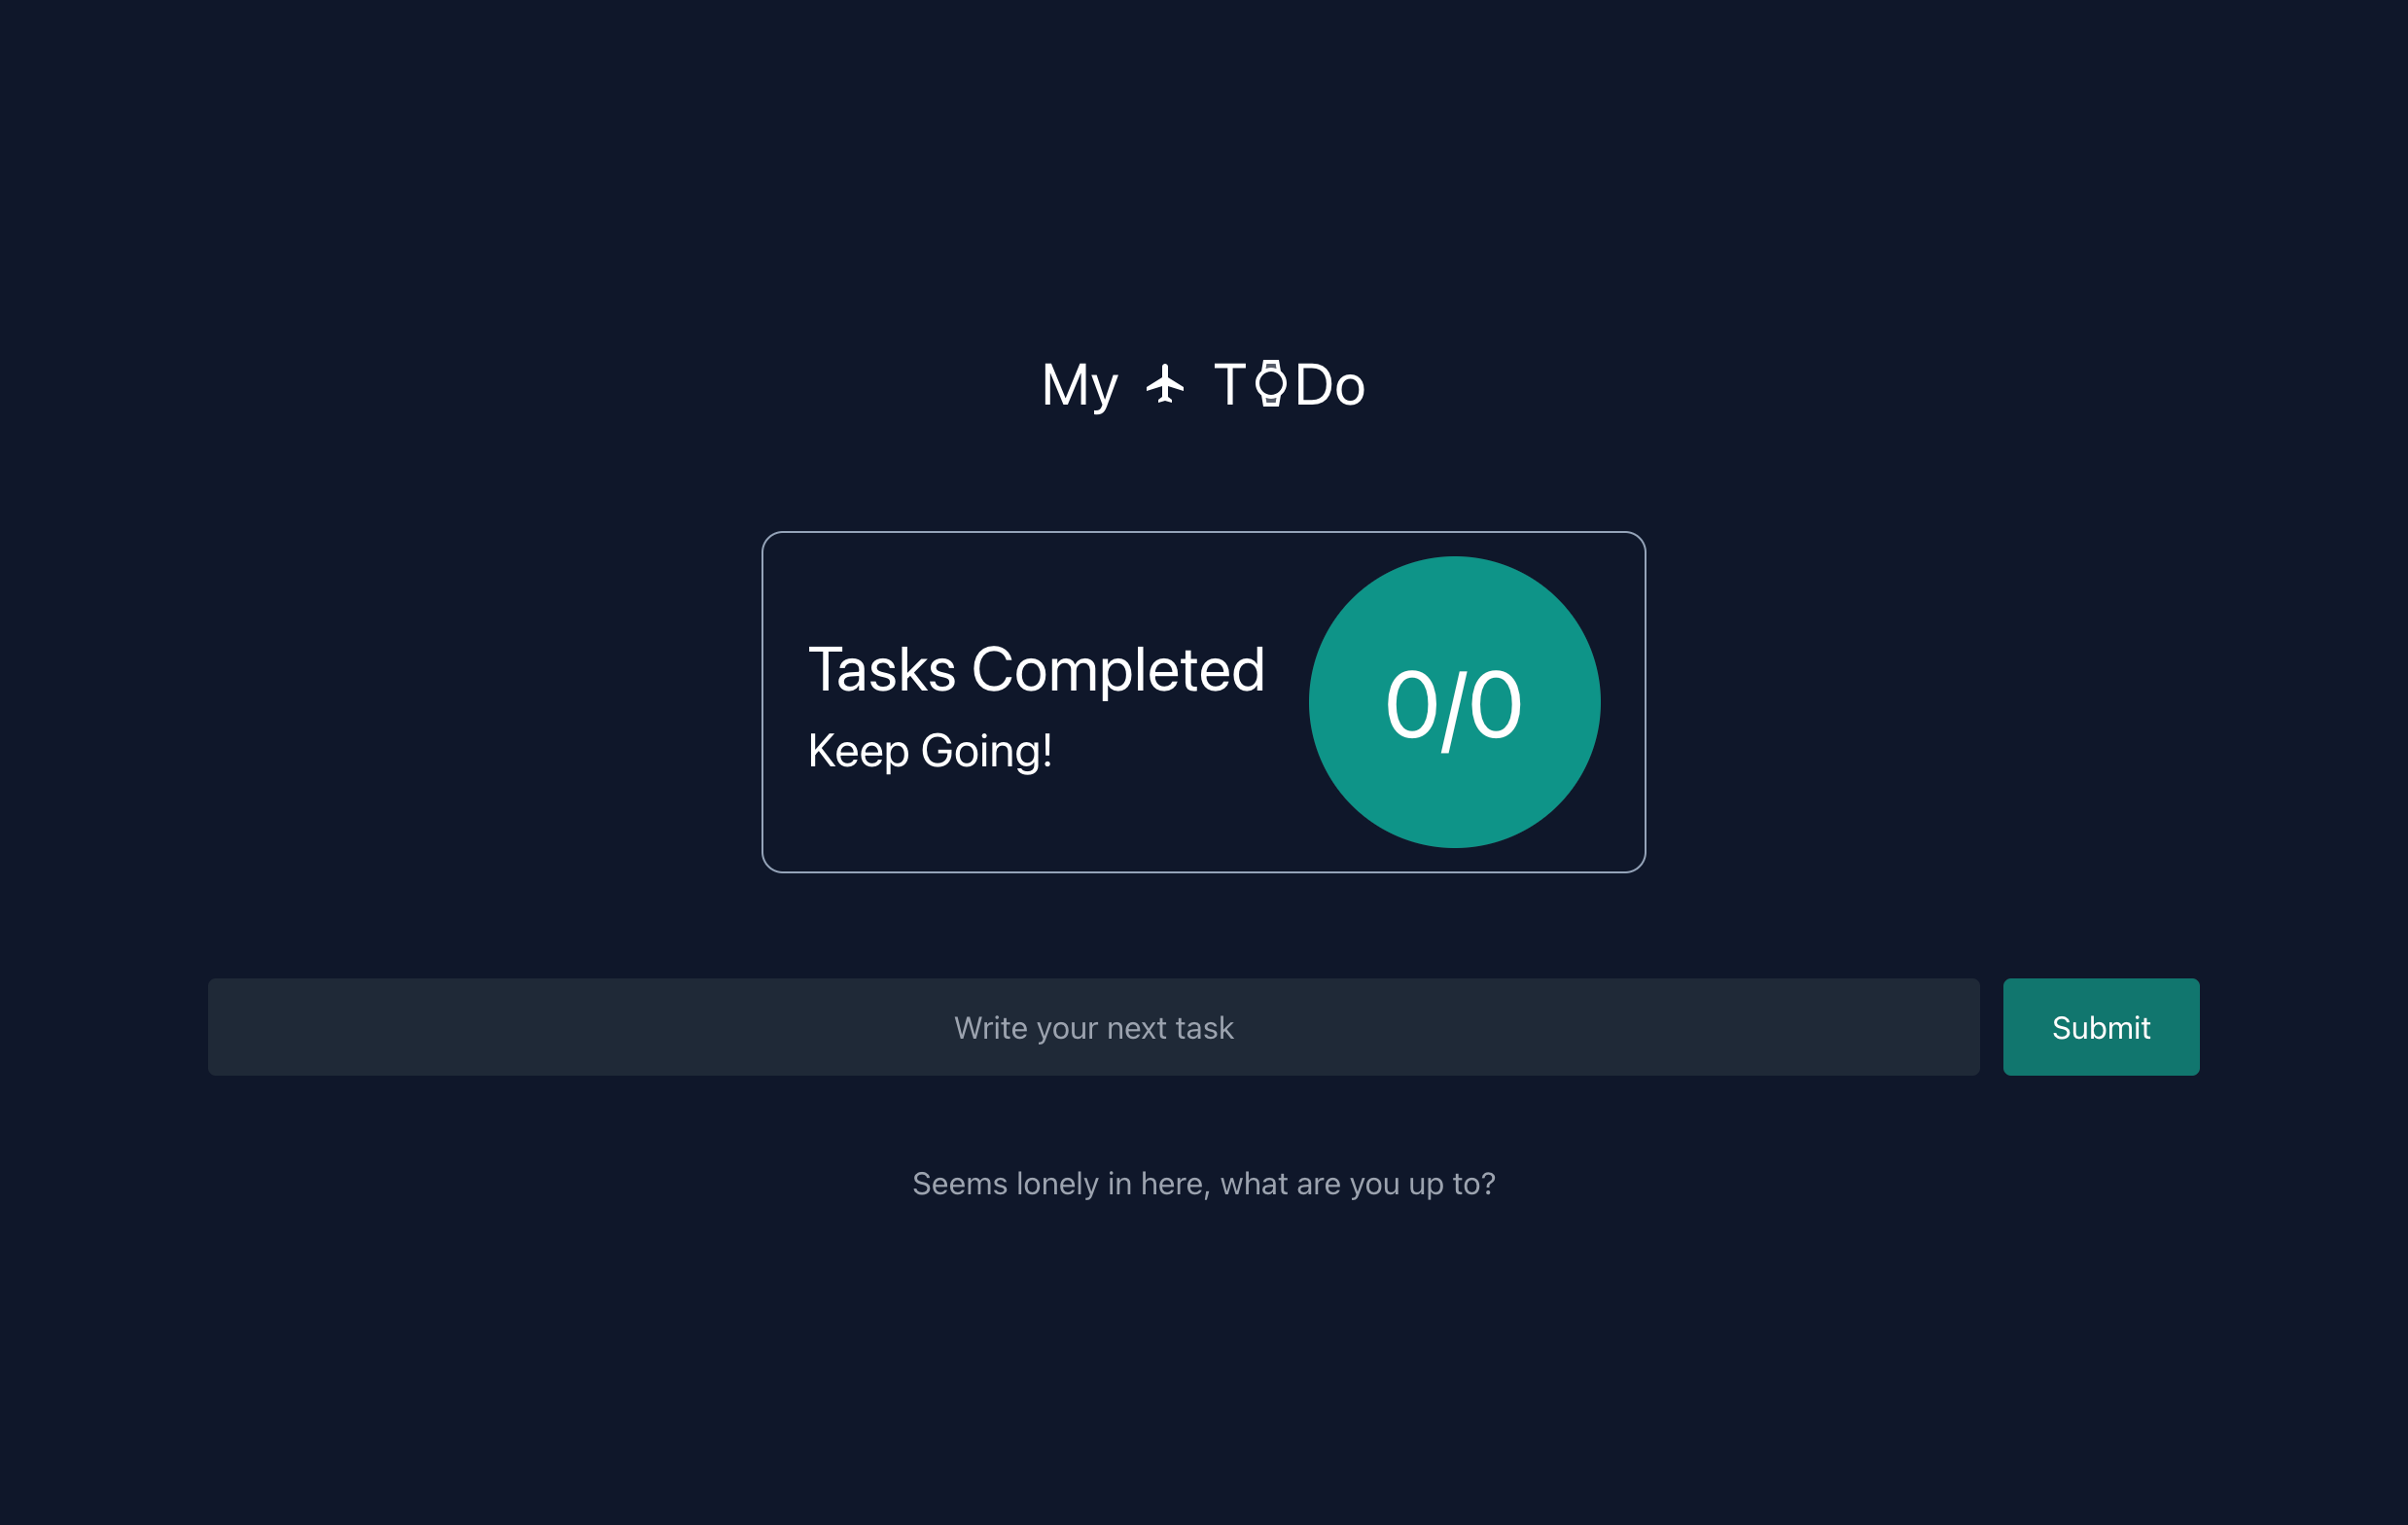 My TDo
Tasks Completed
Keep Going!
0/0
Write your next task
Submit
Seems lonely in here, what are you up to?